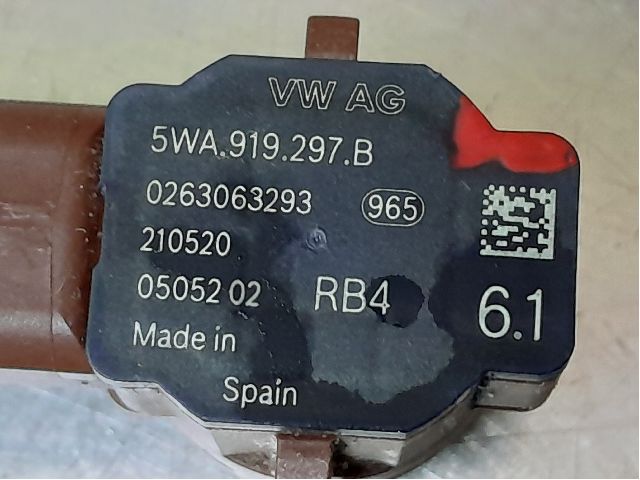 VW AG
5WA.919.297.B
0263063293 965
210520
05052 02 RB4 6.1
Made in
Spain